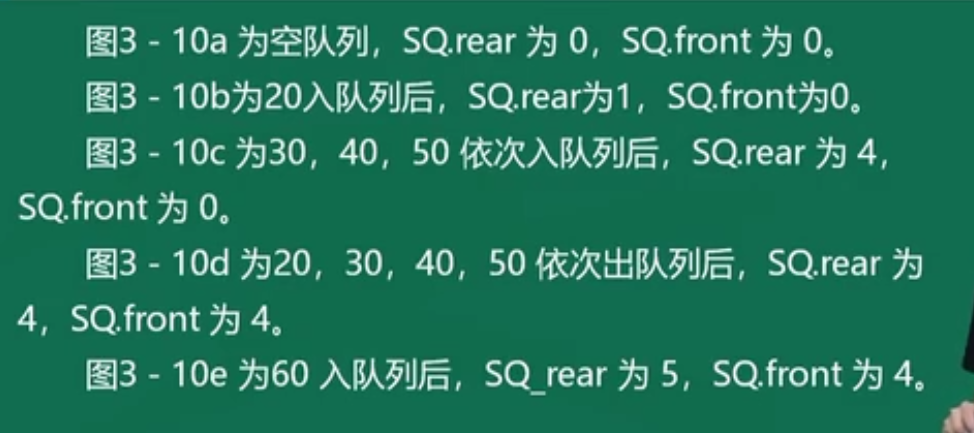 图3 - 10a 为空队列，SQ.rear 为 0，SQ.front 为 0。
图3 - 10b为20入队列后，SQ.rear为1，SQ.front为0。
图3 - 10c 为30，40，50 依次入队列后，SQ.rear 为 4，
SQ.front 为 0。
图3 - 10d 为20，30，40，50 依次出队列后，SQ.rear 为
4，SQ.front 为 4。
图3 - 10e 为60 入队列后，SQ_rear 为 5，SQ.front 为 4。